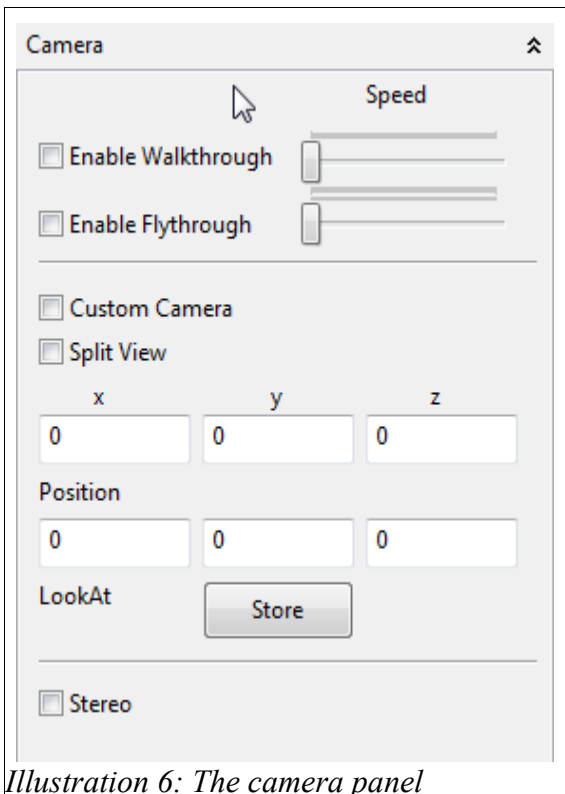 Camera
Speed
Enable Walkthrough
Enable Flythrough
Custom Camera
Split View
x y z
0 0 0
Position
0 0 0
LookAt Store
Stereo
Illustration 6: The camera panel